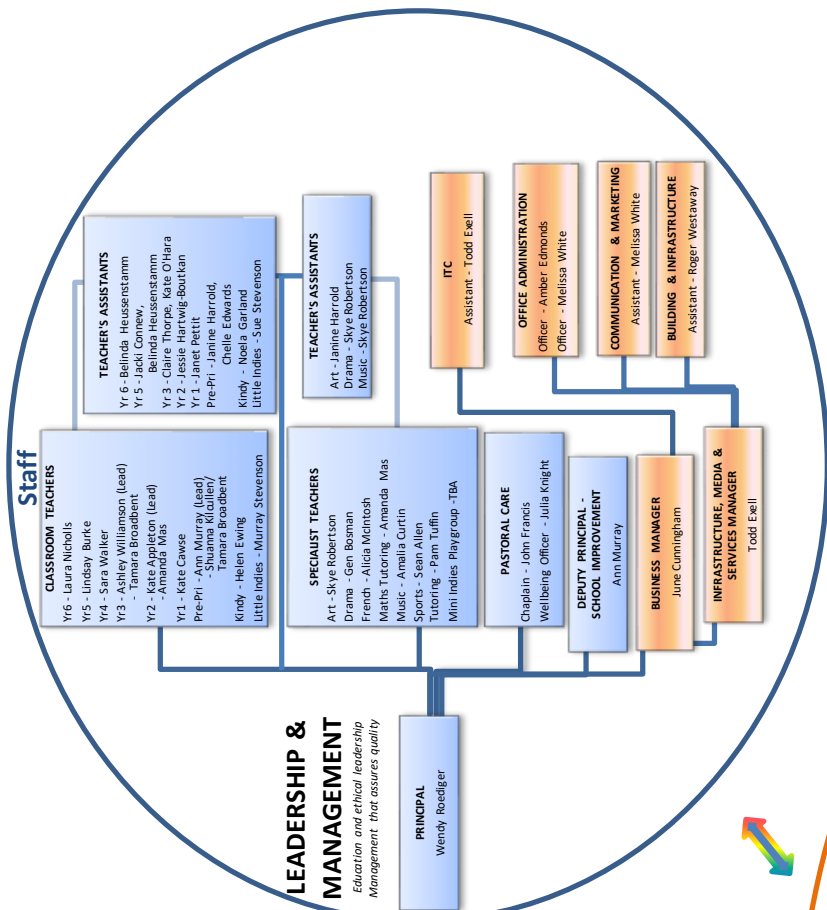 Staff
LEADERSHIP &
MANAGEMENT
Education and ethical leadership
Management that assures quality
PRINCIPAL
Wendy Roediger
CLASSROOM TEACHERS
Yr6 - Laura Nicholls
Yr5 - Lindsay Burke
Yr4 - Sara Walker
Yr3 - Ashley Williamson (Lead)
- Tamara Broadbent
Yr2 - Kate Appleton (Lead)
- Amanda Mas
Yr1 - Kate Cawse
Pre-Pri - Ann Murray (Lead)
- Shuanna Kilcullen/
Tamara Broadbent
Kindy - Helen Ewing
Little Indies - Murray Stevenson
TEACHER'S ASSISTANTS
Yr 6 - Belinda Heussenstamm
Yr 5 - Jacki Connew,
Belinda Heussenstamm
Yr 3 - Claire Thorpe, Kate O'Hara
Yr 2 - Jessie Hartwig-Boutkan
Yr 1 - Janet Pettit
Pre-Pri - Janine Harrold,
Chelle Edwards
Kindy - Noela Garland
Little Indies - Sue Stevenson
SPECIALIST TEACHERS
Art - Skye Robertson
Drama - Gen Bosman
French - Alicia McIntosh
Maths Tutoring - Amanda Mas
Music - Amalia Curtin
Sports - Sean Allen
Tutoring - Pam Tuffin
Mini Indies Playgroup -TBA
TEACHER'S ASSISTANTS
Art - Janine Harrold
Drama - Skye Robertson
Music - Skye Robertson
PASTORAL CARE
Chaplain - John Francis
Wellbeing Officer - Julia Knight
DEPUTY PRINCIPAL -
SCHOOL IMPROVEMENT
Ann Murray
BUSINESS MANAGER
June Cunningham
ITC
Assistant - Todd Exell
INFRASTRUCTURE, MEDIA &
SERVICES MANAGER
Todd Exell
OFFICE ADMINISTRATION
Officer - Amber Edmonds
Officer - Melissa White
COMMUNICATION & MARKETING
Assistant - Melissa White
BUILDING & INFRASTRUCTURE
Assistant - Roger Westaway